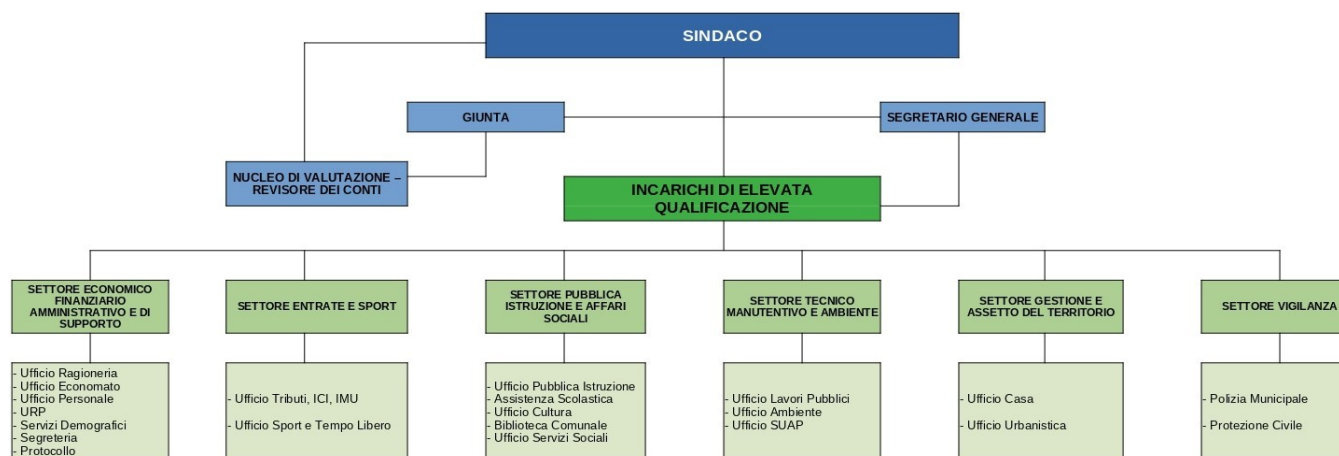 SINDACO
GIUNTA
SEGRETARIO GENERALE
NUCLEO DI VALUTAZIONE –
REVISORE DEI CONTI
INCARICHI DI ELEVATA
QUALIFICAZIONE
SETTORE ECONOMICO
FINANZIARIO
AMMINISTRATIVO E DI
SUPPORTO
SETTORE ENTRATE E SPORT
SETTORE PUBBLICA
ISTRUZIONE E AFFARI
SOCIALI
SETTORE TECNICO
MANUTENTIVO E AMBIENTE
SETTORE GESTIONE E
ASSETTO DEL TERRITORIO
SETTORE VIGILANZA
- Ufficio Ragioneria
- Ufficio Economato
- Ufficio Personale
- URP
- Servizi Demografici
- Segreteria
- Protocollo
- Ufficio Tributi, ICI, IMU
- Ufficio Sport e Tempo Libero
- Ufficio Pubblica Istruzione
- Assistenza Scolastica
- Ufficio Cultura
- Biblioteca Comunale
- Ufficio Servizi Sociali
- Ufficio Lavori Pubblici
- Ufficio Ambiente
- Ufficio SUAP
- Ufficio Casa
- Ufficio Urbanistica
- Polizia Municipale
- Protezione Civile